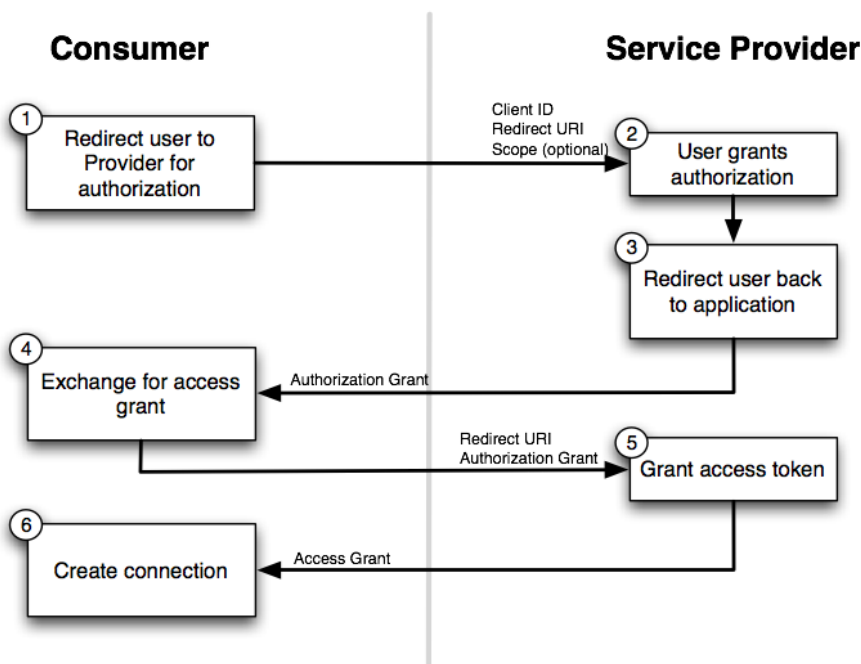 Consumer
Service Provider
1
Redirect user to
Provider for
authorization
Client ID
Redirect URI
Scope (optional)
2
User grants
authorization
3
Redirect user back
to application
4
Exchange for access
grant
Authorization Grant
Redirect URI
Authorization Grant
5
Grant access token
6
Create connection
Access Grant